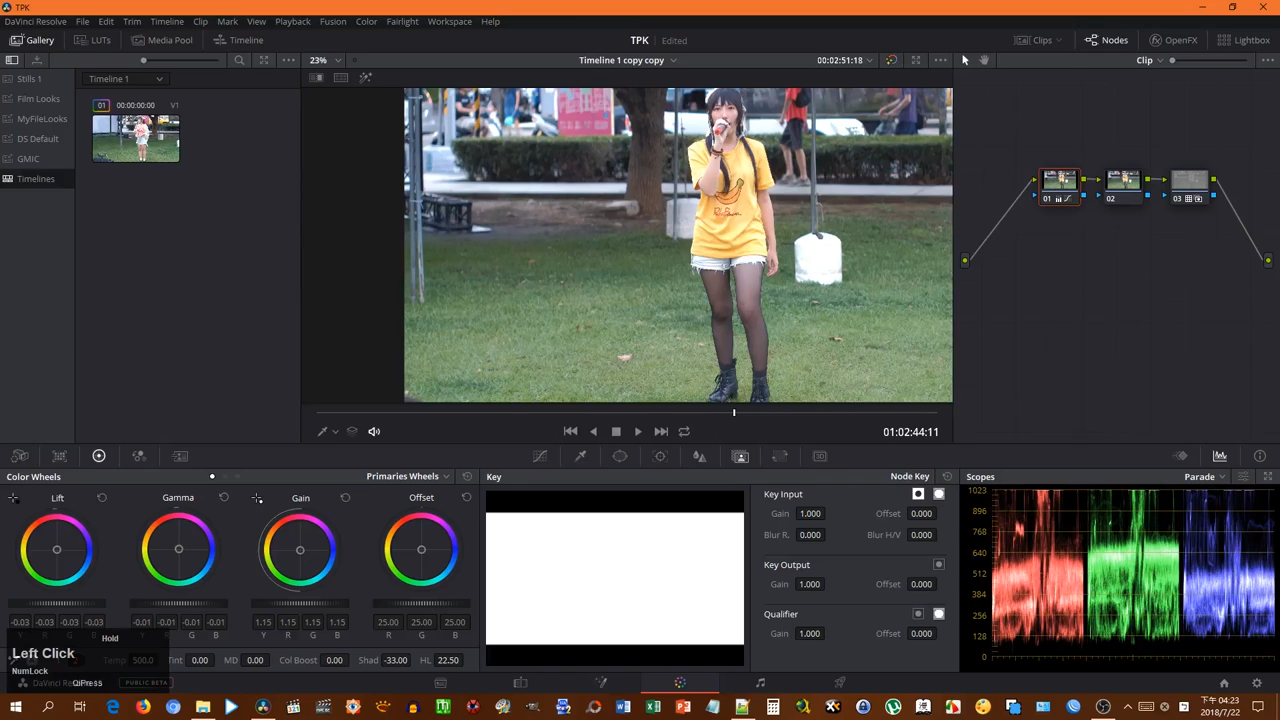 TPK
DaVinci Resolve File Edit Trim Timeline Clip Mark View Playback Fusion Color Fairlight Workspace Help
Gallery LUTs Media Pool Timeline TPK Edited Clips Nodes OpenFX Lightbox
23% Timeline 1 copy copy 00:02:51:18 Clip
Stills 1
Film Looks
MyFileLooks
DS Default
GMIC
Timelines
Timeline 1
01 00:00:00:00 V1
01 02 03
01:02:44:11
Color Wheels Primaries Wheels Key Node Key Scopes Parade
Lift Gamma Gain Offset
-0.03 -0.03 -0.03 -0.03 -0.01 -0.01 -0.01 -0.01 1.15 1.15 1.15 1.15 25.00 25.00 25.00
Y R G B Y R G B Y R G B R G B
Temp 500.0 Tint 0.00 MD 0.00 Col Boost 0.00 Shad -33.00 HL 22.50
Key Input
Gain 1.000 Offset 0.000
Blur R. 0.000 Blur H/V 0.000
Key Output
Gain 1.000 Offset 0.000
Qualifier
Gain 1.000 Offset 0.000
1023
896
768
640
512
384
256
128
0
Hold
Left Click
NumLock
QiPress
PUBLIC BETA
下午 04:23
2018/7/22